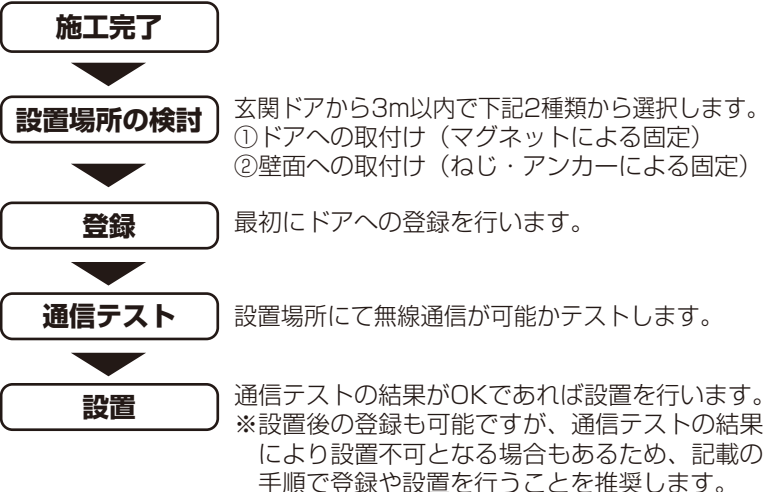 施工完了
設置場所の検討
玄関ドアから3m以内で下記2種類から選択します。
①ドアへの取付け（マグネットによる固定）
②壁面への取付け（ねじ・アンカーによる固定）
登録
最初にドアへの登録を行います。
通信テスト
設置場所にて無線通信が可能かテストします。
設置
通信テストの結果がOKであれば設置を行います。
※設置後の登録も可能ですが、通信テストの結果
により設置不可となる場合もあるため、記載の
手順で登録や設置を行うことを推奨します。